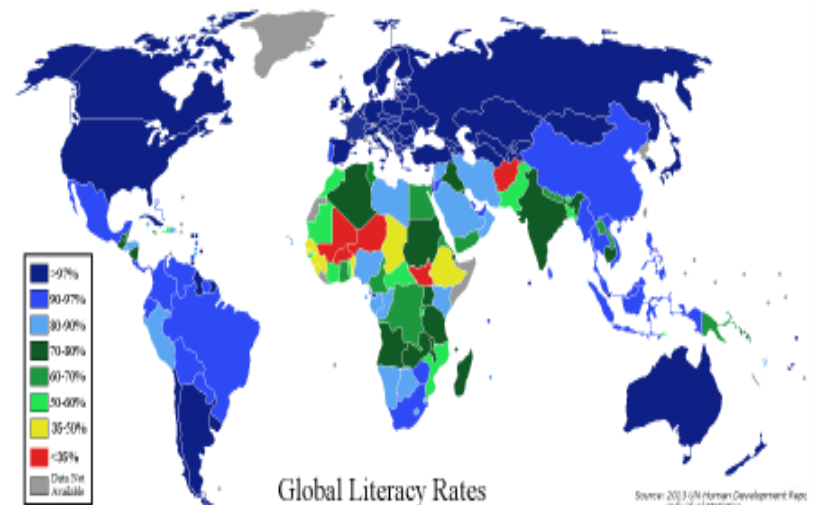 >97%
90-97%
80-90%
70-80%
60-70%
50-60%
35-50%
<35%
Data Not
Available
Global Literacy Rates
Source: 2013 UN Human Development Repo